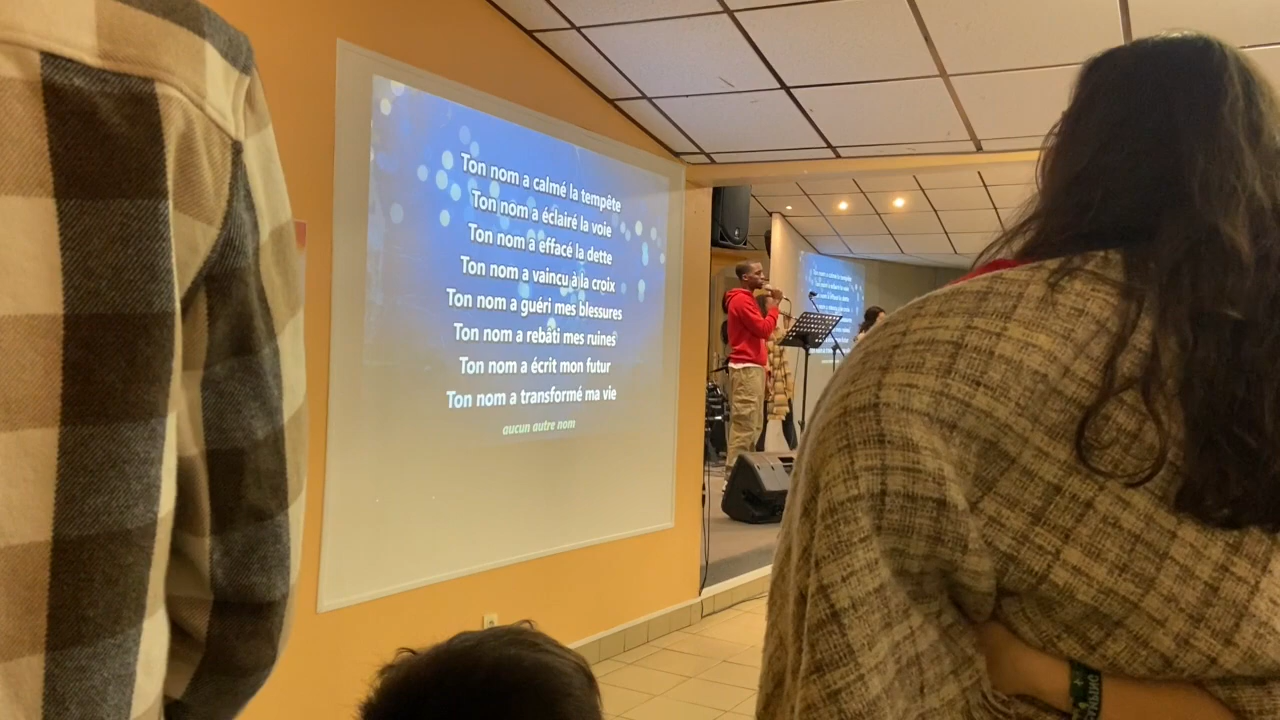 Ton nom a calmé la tempête
Ton nom a éclairé la voie
Ton nom a effacé la dette
Ton nom a vaincu à la croix
Ton nom a guéri mes blessures
Ton nom a rebâti mes ruines
Ton nom a écrit mon futur
Ton nom a transformé ma vie
aucun autre nom